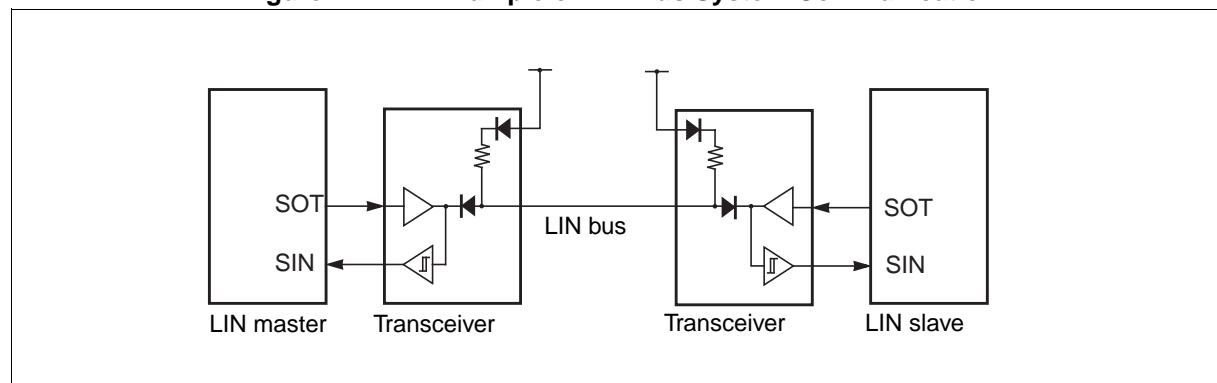 SOT
SIN
LIN bus
SOT
SIN
LIN master
Transceiver
Transceiver
LIN slave